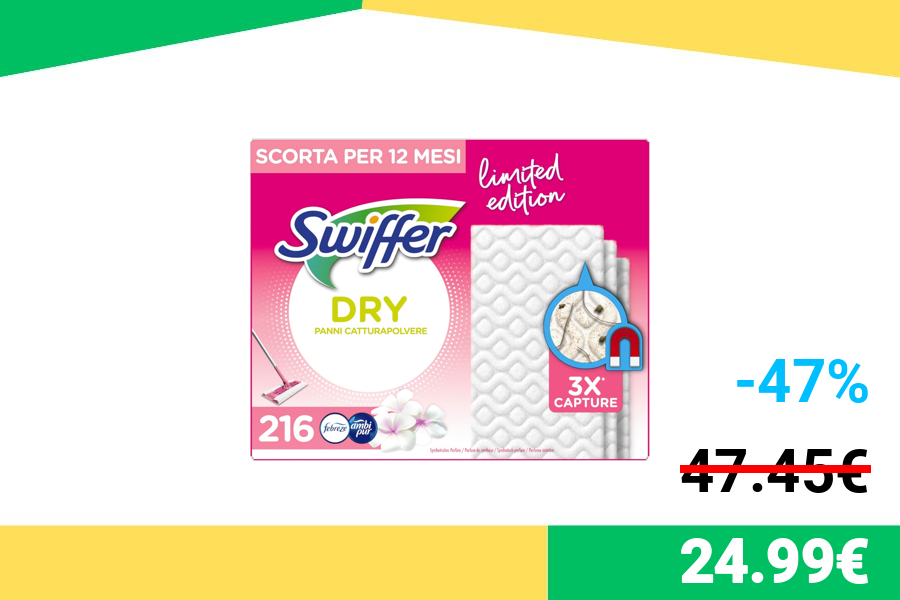 SCORTA PER 12 MESI
limited
edition
Swiffer
DRY
PANNI CATTURAPOLVERE
3X*
CAPTURE
216
febreze
ambi
pur
-47%
47.45€
24.99€